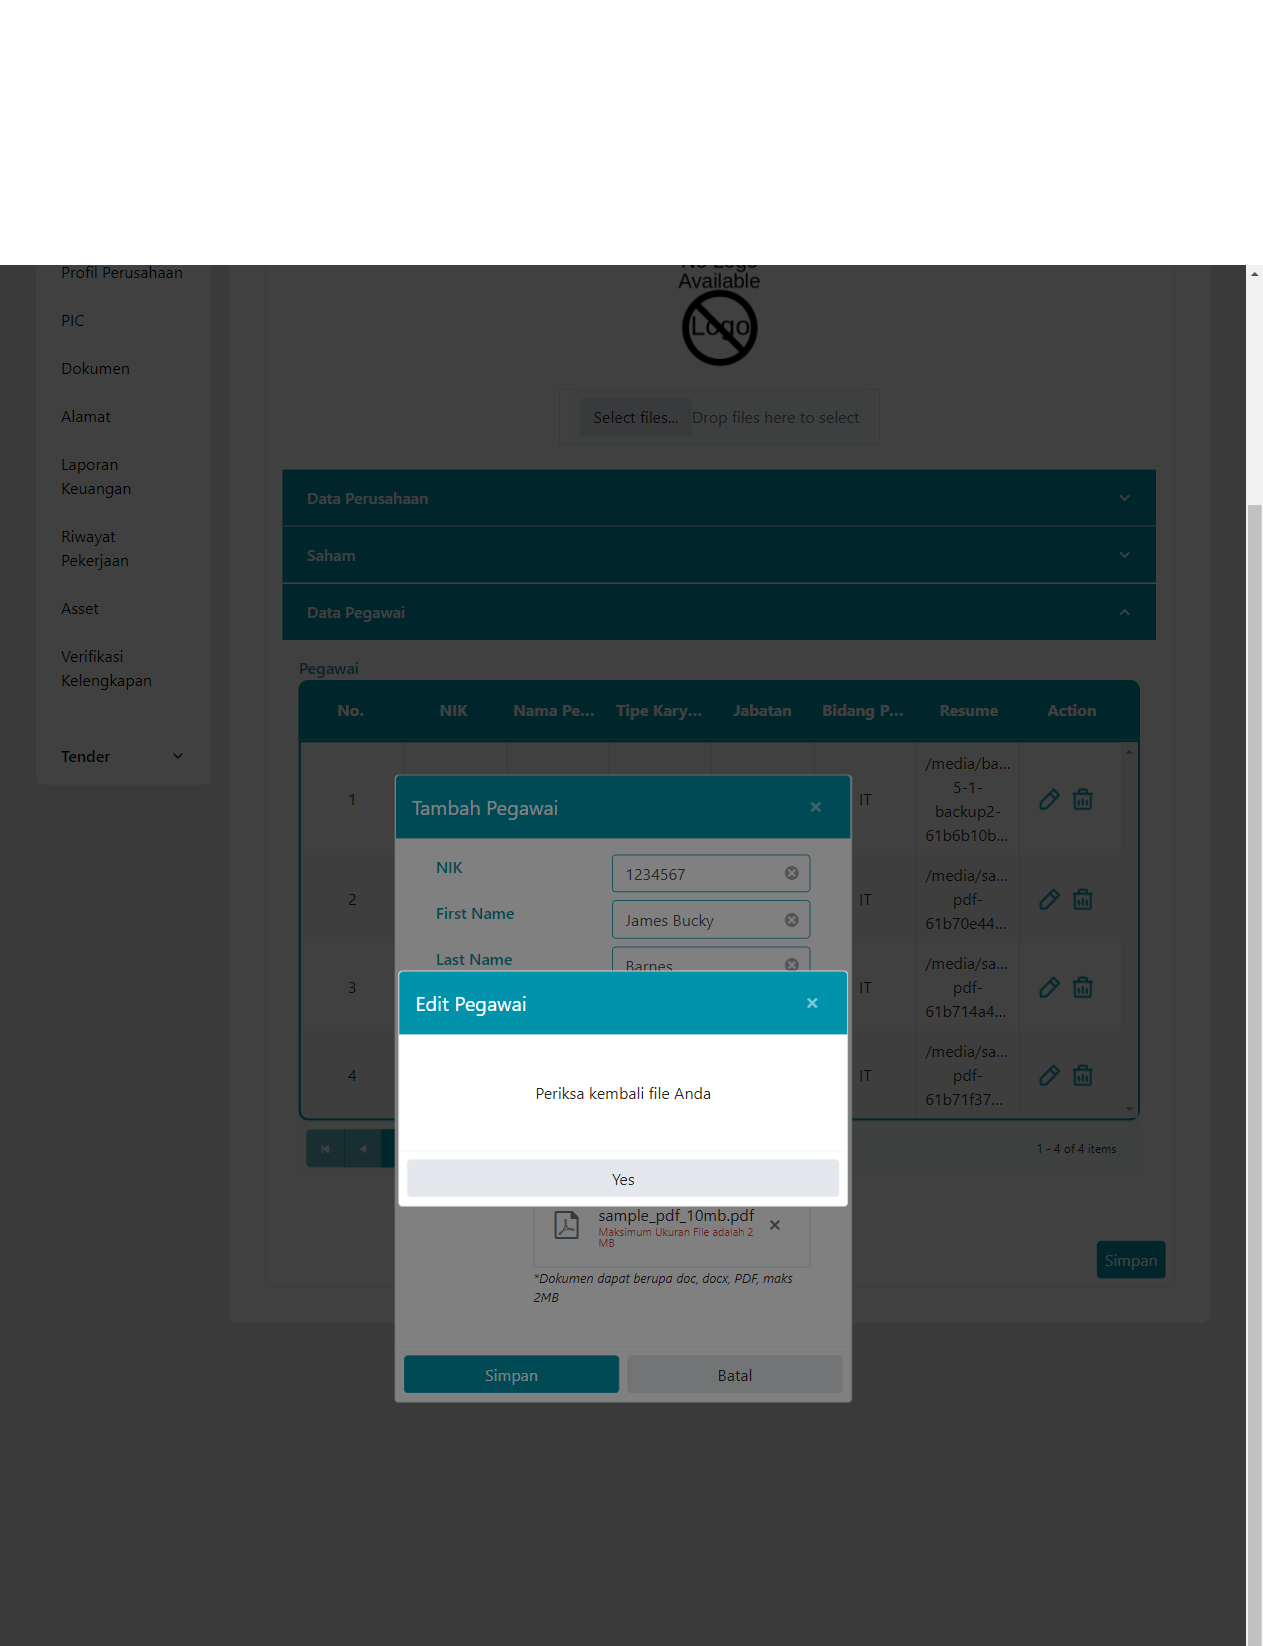 Profil Perusahaan
PIC
Dokumen
Alamat
Laporan
Keuangan
Riwayat
Pekerjaan
Asset
Verifikasi
Kelengkapan
Tender
No Logo
Available
Logo
Select files...
Drop files here to select
Data Perusahaan
Saham
Data Pegawai
Pegawai
No. NIK Nama Pe... Tipe Kary... Jabatan Bidang P... Resume Action
1 IT /media/ba...
5-1-
backup2-
61b6b10b...
2 IT /media/sa...
pdf-
61b70e44...
3 IT /media/sa...
pdf-
61b714a4...
4 IT /media/sa...
pdf-
61b71f37...
1 - 4 of 4 items
Simpan
Tambah Pegawai
NIK 1234567
First Name James Bucky
Last Name Barnes
Edit Pegawai
Periksa kembali file Anda
Yes
sample_pdf_10mb.pdf
Maksimum Ukuran File adalah 2
MB
*Dokumen dapat berupa doc, docx, PDF, maks
2MB
Simpan
Batal